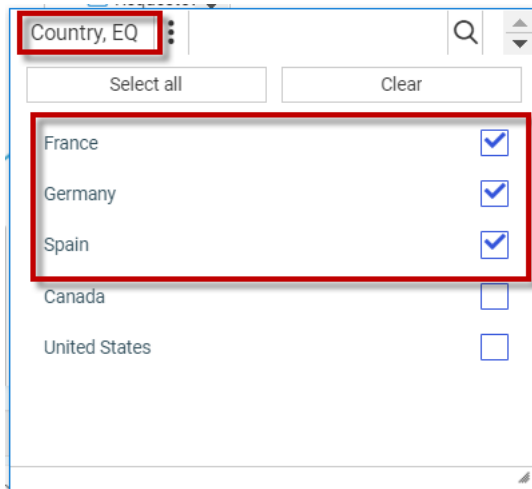 Country, EQ
Select all
Clear
France
Germany
Spain
Canada
United States